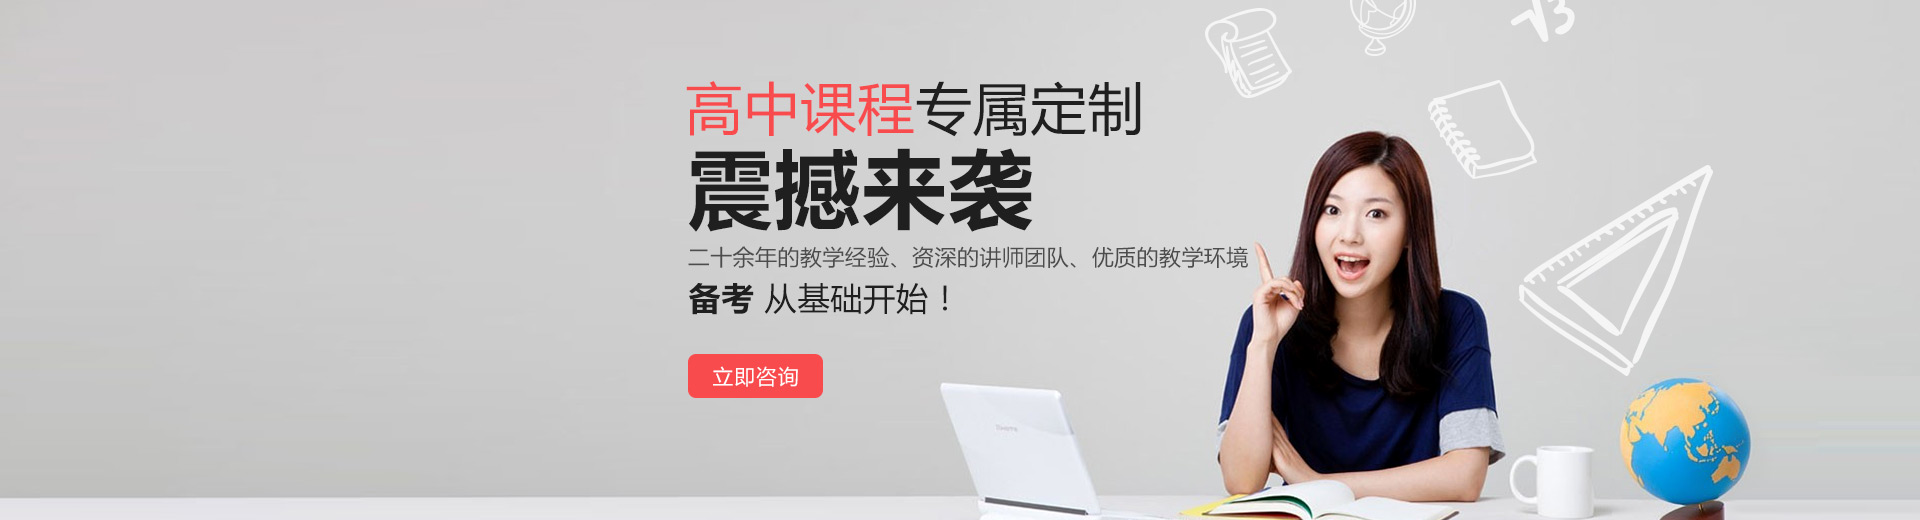 高中课程专属定制
震撼来袭
二十余年的教学经验、资深的讲师团队、优质的教学环境
备考 从基础开始！
立即咨询
√3